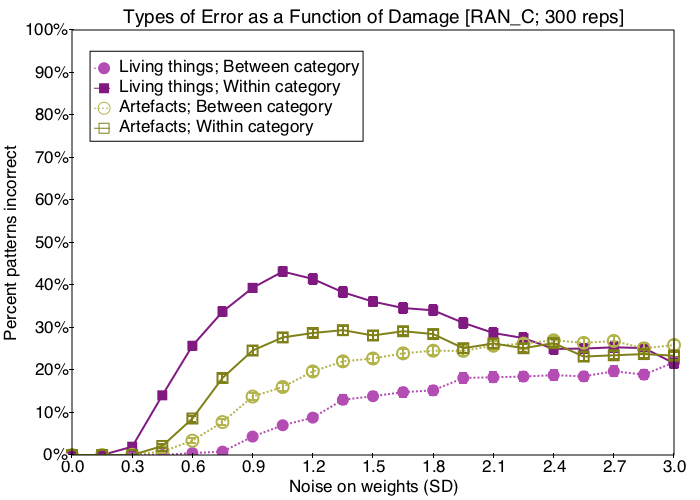 Types of Error as a Function of Damage [RAN_C; 300 reps]
100%
90%
80%
70%
60%
50%
40%
30%
20%
10%
0%
Percent patterns incorrect
Living things; Between category
Living things; Within category
Artefacts; Between category
Artefacts; Within category
0.0 0.3 0.6 0.9 1.2 1.5 1.8 2.1 2.4 2.7 3.0
Noise on weights (SD)